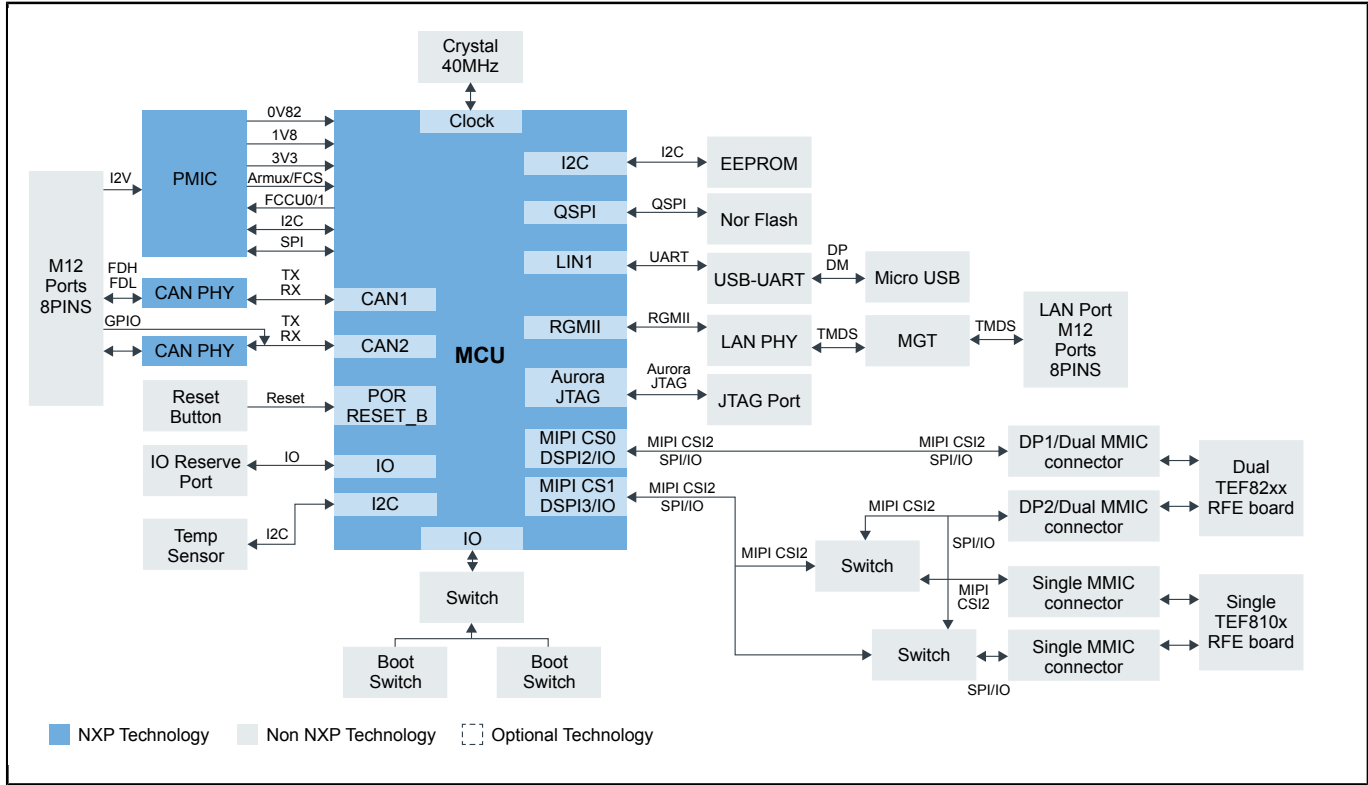 Crystal
40MHz
Clock
0V82
1V8
3V3
Armux/FCS
FCCU0/1
I2C
SPI
PMIC
I2V
M12
Ports
8PINS
FDH
FDL
CAN PHY
TX
RX
CAN1
GPIO
CAN PHY
TX
RX
CAN2
MCU
Reset
Button
Reset
POR
RESET_B
IO Reserve
Port
IO
IO
Temp
Sensor
I2C
I2C
IO
Switch
Boot
Switch
Boot
Switch
I2C
I2C
EEPROM
QSPI
QSPI
Nor Flash
LIN1
UART
USB-UART
DP
DM
Micro USB
RGMII
RGMII
LAN PHY
TMDS
MGT
TMDS
LAN Port
M12
Ports
8PINS
Aurora
JTAG
Aurora
JTAG
JTAG Port
MIPI CS0
DSPI2/IO
MIPI CSI2
SPI/IO
MIPI CSI2
SPI/IO
DP1/Dual MMIC
connector
MIPI CS1
DSPI3/IO
MIPI CSI2
SPI/IO
MIPI CSI2
MIPI CSI2
SPI/IO
DP2/Dual MMIC
connector
Dual
TEF82xx
RFE board
Switch
MIPI
CSI2
Single MMIC
connector
Switch
SPI/IO
Single MMIC
connector
Single
TEF810x
RFE board
NXP Technology
Non NXP Technology
Optional Technology